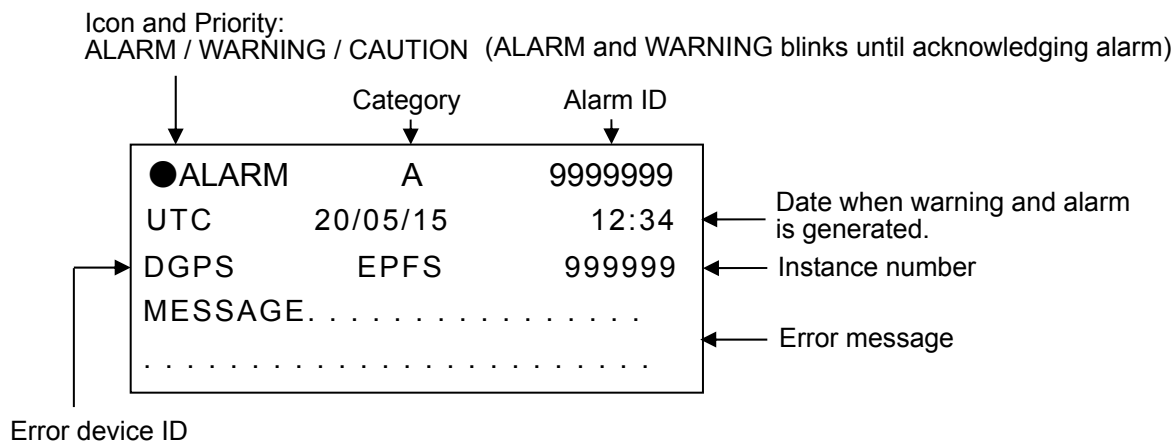 Icon and Priority:
ALARM / WARNING / CAUTION (ALARM and WARNING blinks until acknowledging alarm)
Category Alarm ID
●ALARM A 9999999
UTC 20/05/15 12:34
Date when warning and alarm
is generated.
DGPS EPFS 999999
Instance number
MESSAGE. . . . . . . . . . . . . . . . .
. . . . . . . . . . . . . . . . . . . . . . . .
Error message
Error device ID